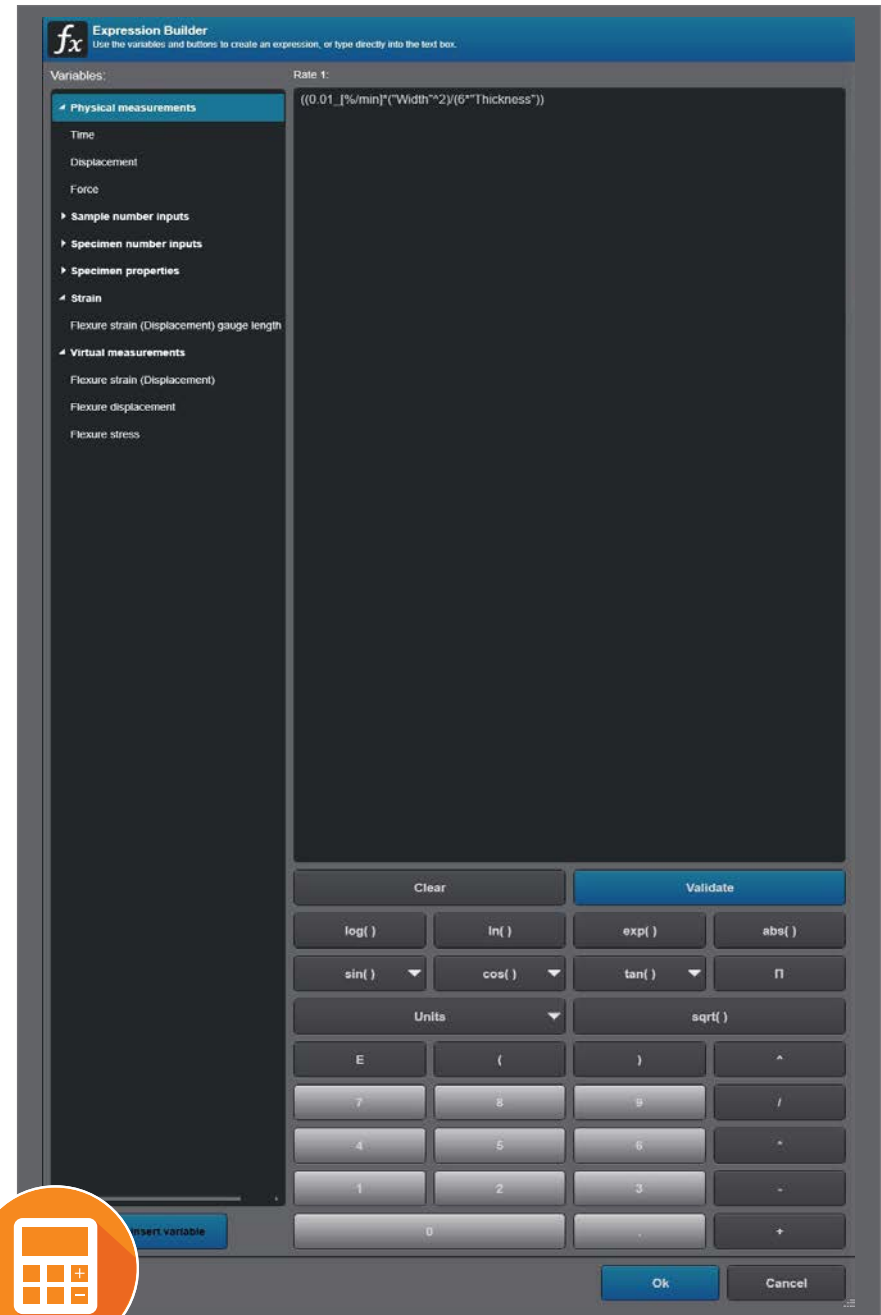 fx
Expression Builder
Use the variables and buttons to create an expression, or type directly into the text box.
Variables:
Rate 1:
Physical measurements
Time
Displacement
Force
Sample number inputs
Specimen number inputs
Specimen properties
Strain
Flexure strain (Displacement) gauge length
Virtual measurements
Flexure strain (Displacement)
Flexure displacement
Flexure stress
((0.01_[%/min]*("Width"^2)/(6*"Thickness"))
Clear
Validate
log( )
ln( )
exp( )
abs( )
sin( )
cos( )
tan( )
Π
Units
sqrt( )
E
(
)
^
7
8
9
/
4
5
6
*
1
2
3
-
0
.
+
variable
Ok
Cancel